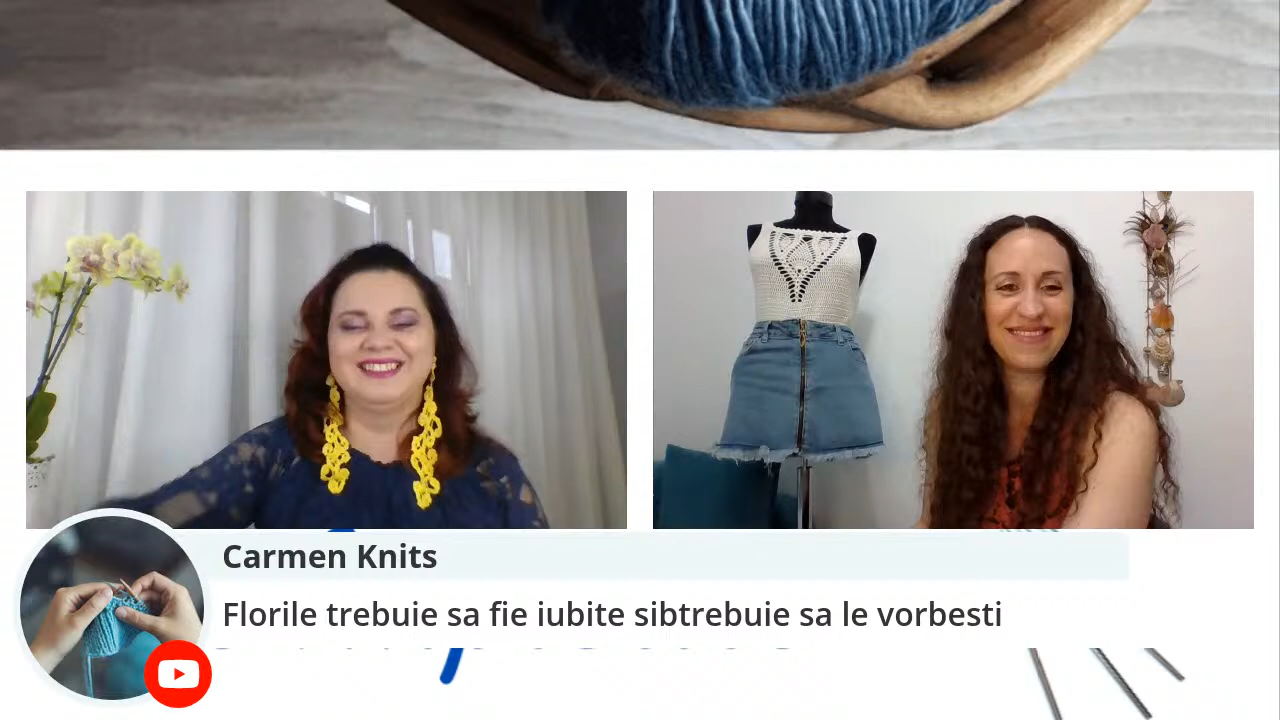 Carmen Knits
Florile trebuie sa fie iubite sibtrebuie sa le vorbesti